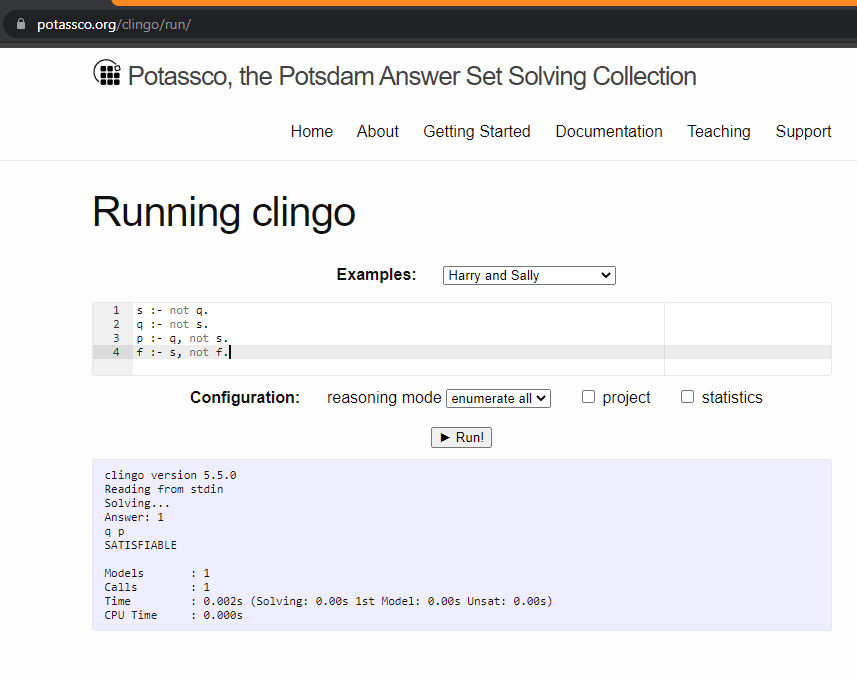 potassco.org/clingo/run/
Potassco, the Potsdam Answer Set Solving Collection
Home About Getting Started Documentation Teaching Support
Running clingo
Examples: Harry and Sally
1 s :- not q.
2 q :- not s.
3 p :- q, not s.
4 f :- s, not f.
Configuration: reasoning mode enumerate all project statistics
► Run!
clingo version 5.5.0
Reading from stdin
Solving...
Answer: 1
q p
SATISFIABLE
Models : 1
Calls : 1
Time : 0.002s (Solving: 0.00s 1st Model: 0.00s Unsat: 0.00s)
CPU Time : 0.000s